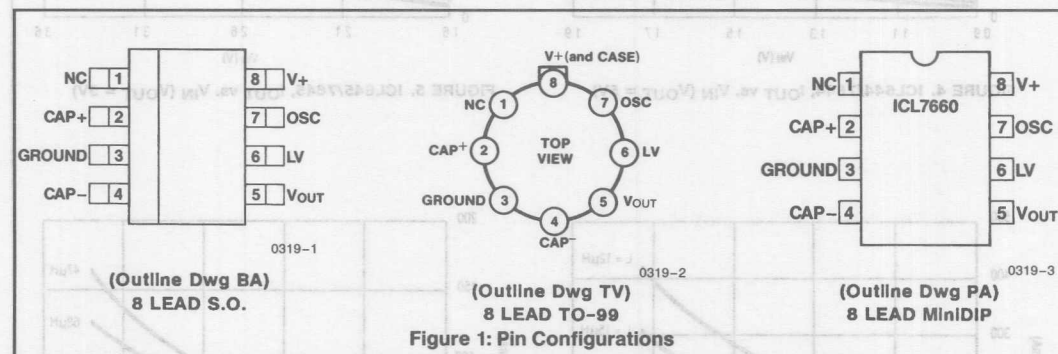 NC 1
CAP+ 2
GROUND 3
CAP- 4
8 V+
7 OSC
6 LV
5 VOUT
0319-1
(Outline Dwg BA)
8 LEAD S.O.
V+ (and CASE)
8
NC 1
7 OSC
CAP+ 2
TOP
VIEW
6 LV
GROUND 3
5 VOUT
4
CAP-
0319-2
(Outline Dwg TV)
8 LEAD TO-99
NC 1
CAP+ 2
GROUND 3
CAP- 4
ICL7660
8 V+
7 OSC
6 LV
5 VOUT
0319-3
(Outline Dwg PA)
8 LEAD MiniDIP
Figure 1: Pin Configurations